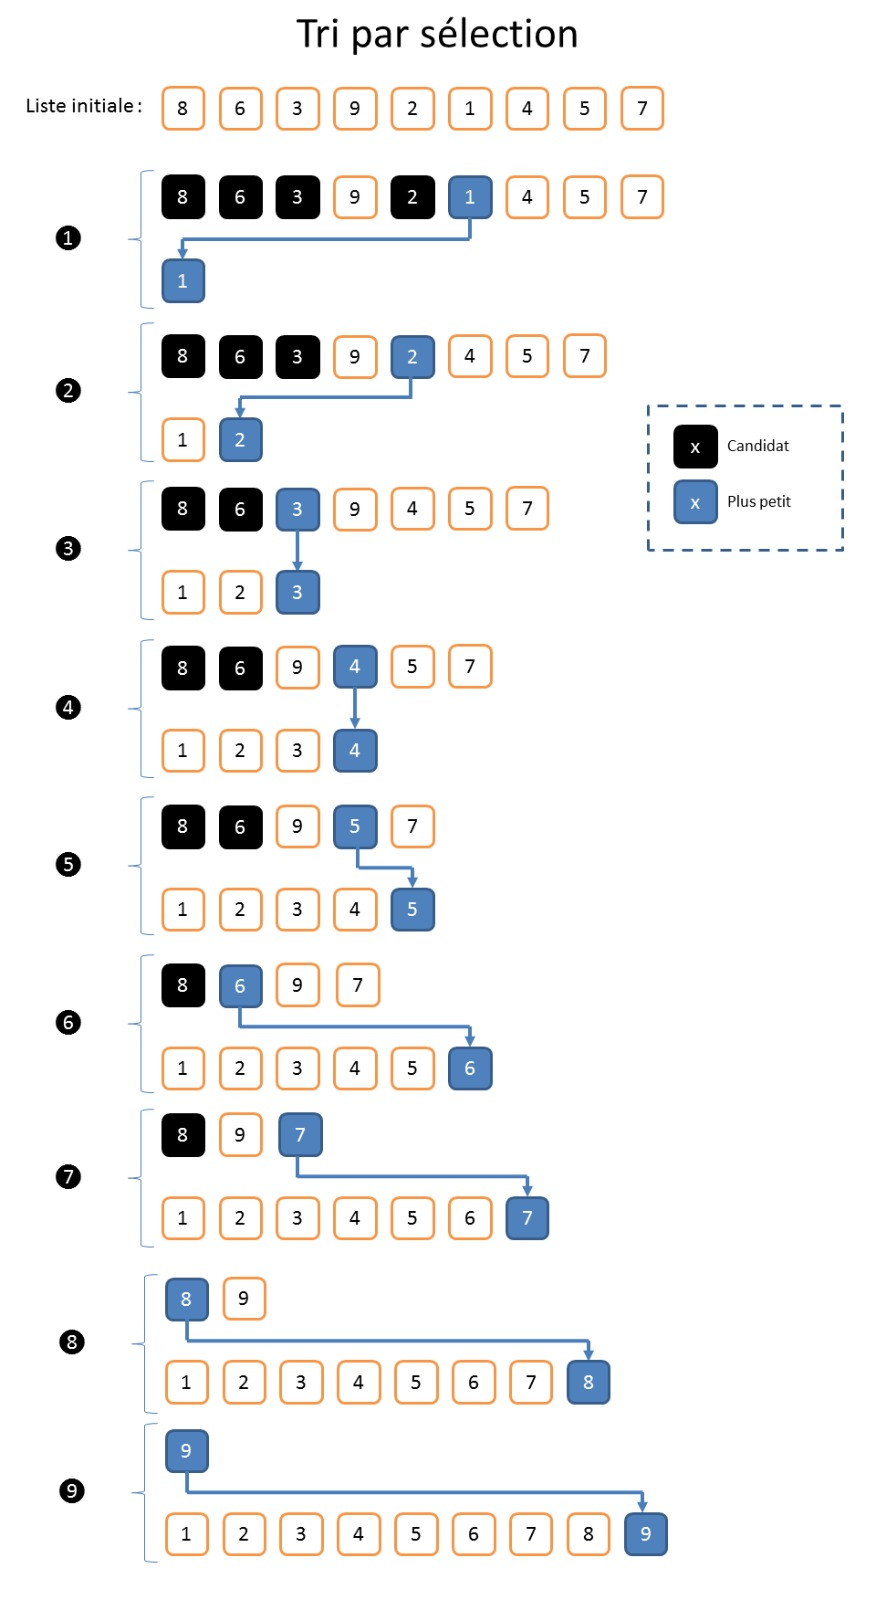 Tri par sélection
Liste initiale : 8 6 3 9 2 1 4 5 7
8 6 3 9 2 1 4 5 7
1
1
8 6 3 9 2 4 5 7
2
1 2
x Candidat
x Plus petit
8 6 3 9 4 5 7
3
1 2 3
8 6 9 4 5 7
4
1 2 3 4
8 6 9 5 7
5
1 2 3 4 5
8 6 9 7
6
1 2 3 4 5 6
8 9 7
7
1 2 3 4 5 6 7
8 9
8
1 2 3 4 5 6 7 8
9
9
1 2 3 4 5 6 7 8 9